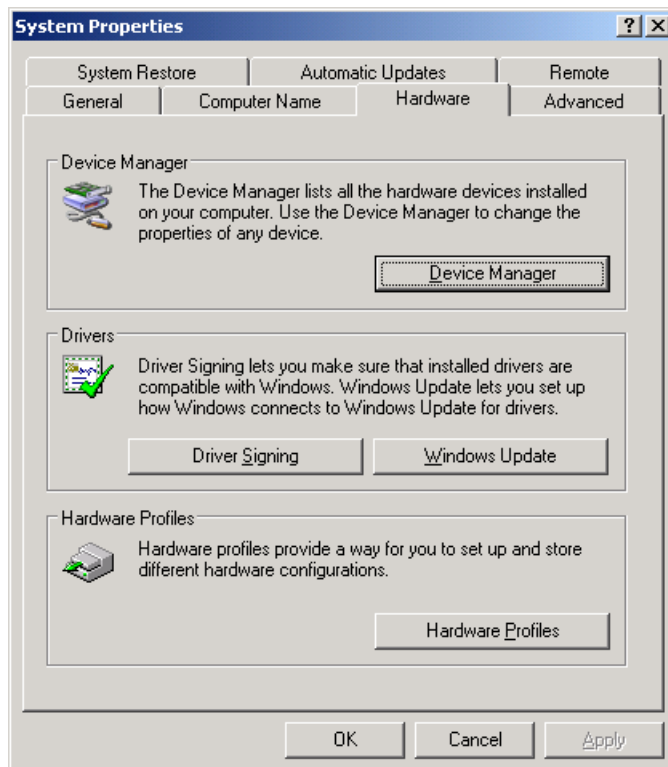 System Properties
System Restore Automatic Updates Remote
General Computer Name Hardware Advanced
Device Manager
The Device Manager lists all the hardware devices installed
on your computer. Use the Device Manager to change the
properties of any device.
Device Manager
Drivers
Driver Signing lets you make sure that installed drivers are
compatible with Windows. Windows Update lets you set up
how Windows connects to Windows Update for drivers.
Driver Signing Windows Update
Hardware Profiles
Hardware profiles provide a way for you to set up and store
different hardware configurations.
Hardware Profiles
OK Cancel Apply